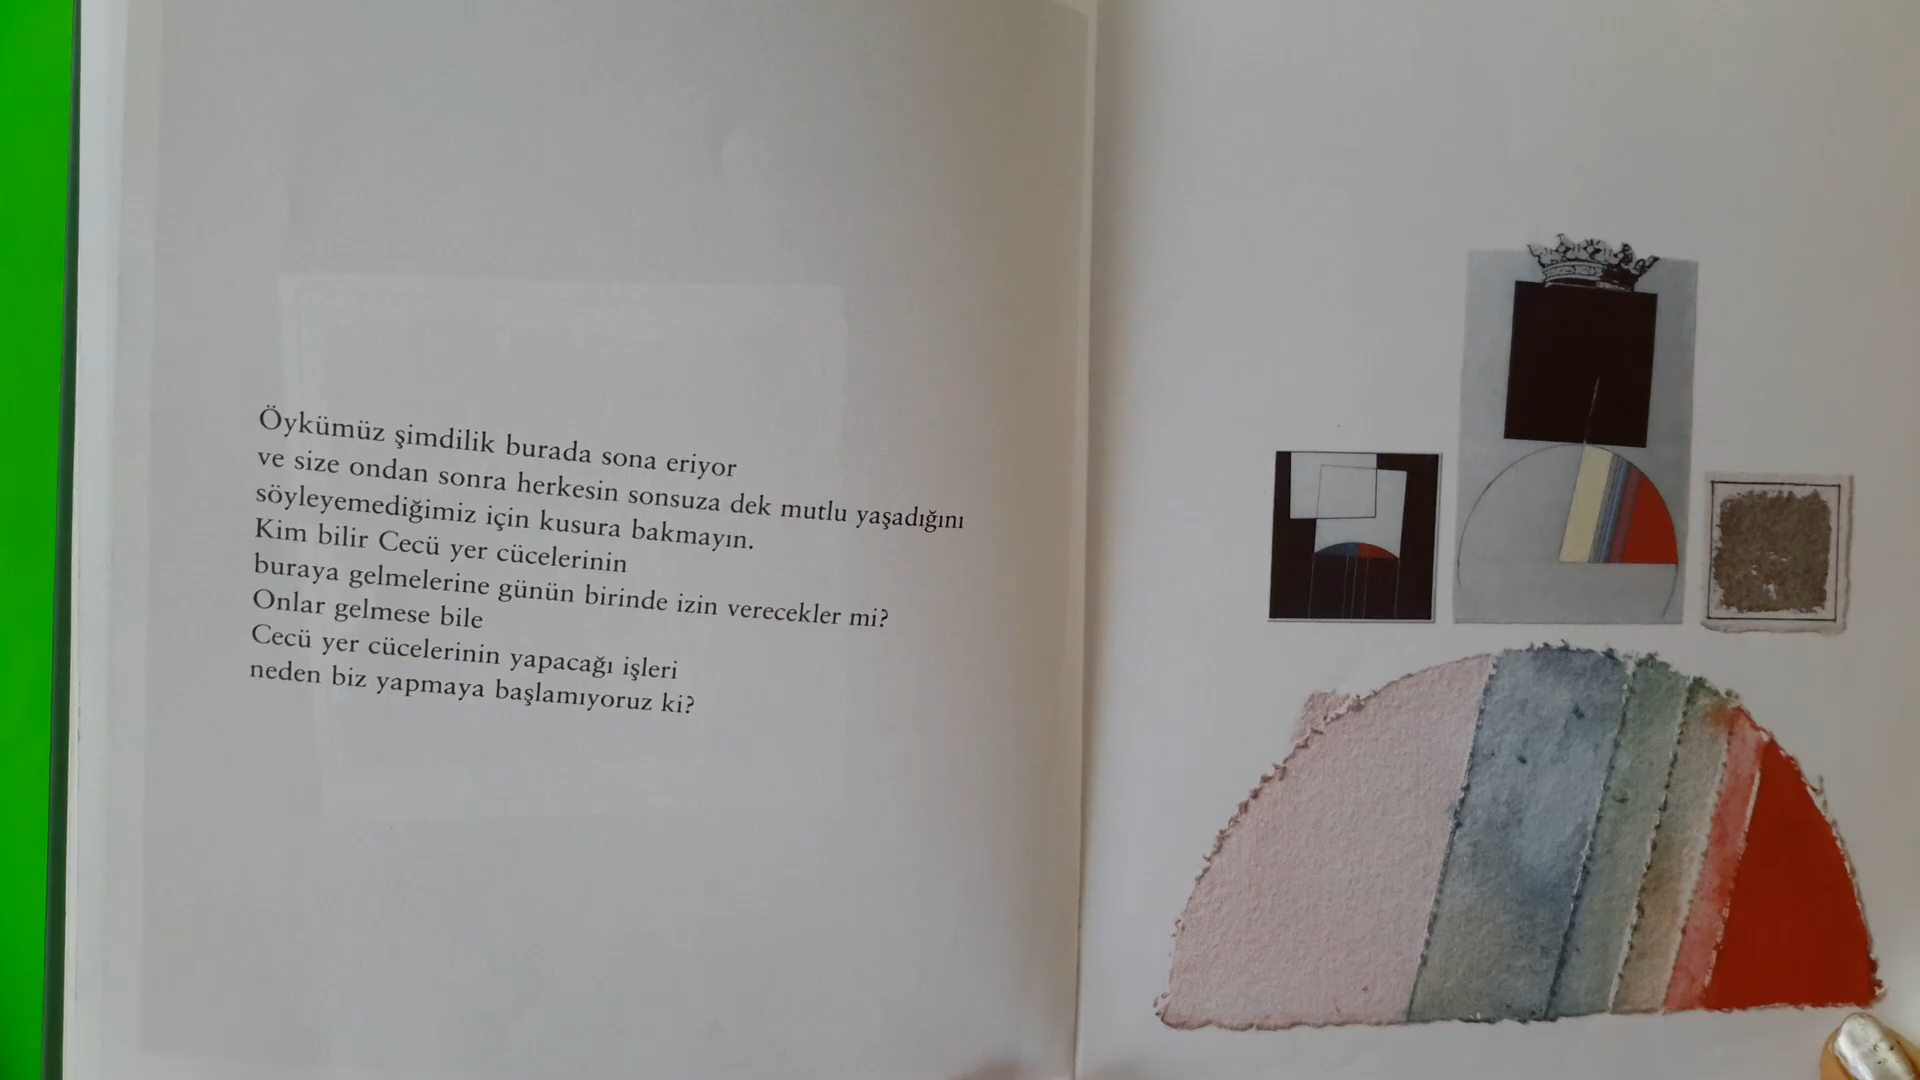 Öykümüz şimdilik burada sona eriyor
ve size ondan sonra herkesin sonsuza dek mutlu yaşadığını
söyleyemediğimiz için kusura bakmayın.
Kim bilir Cecü yer cücelerinin
buraya gelmelerine günün birinde izin verecekler mi?
Onlar gelmese bile
Cecü yer cücelerinin yapacağı işleri
neden biz yapmaya başlamıyoruz ki?